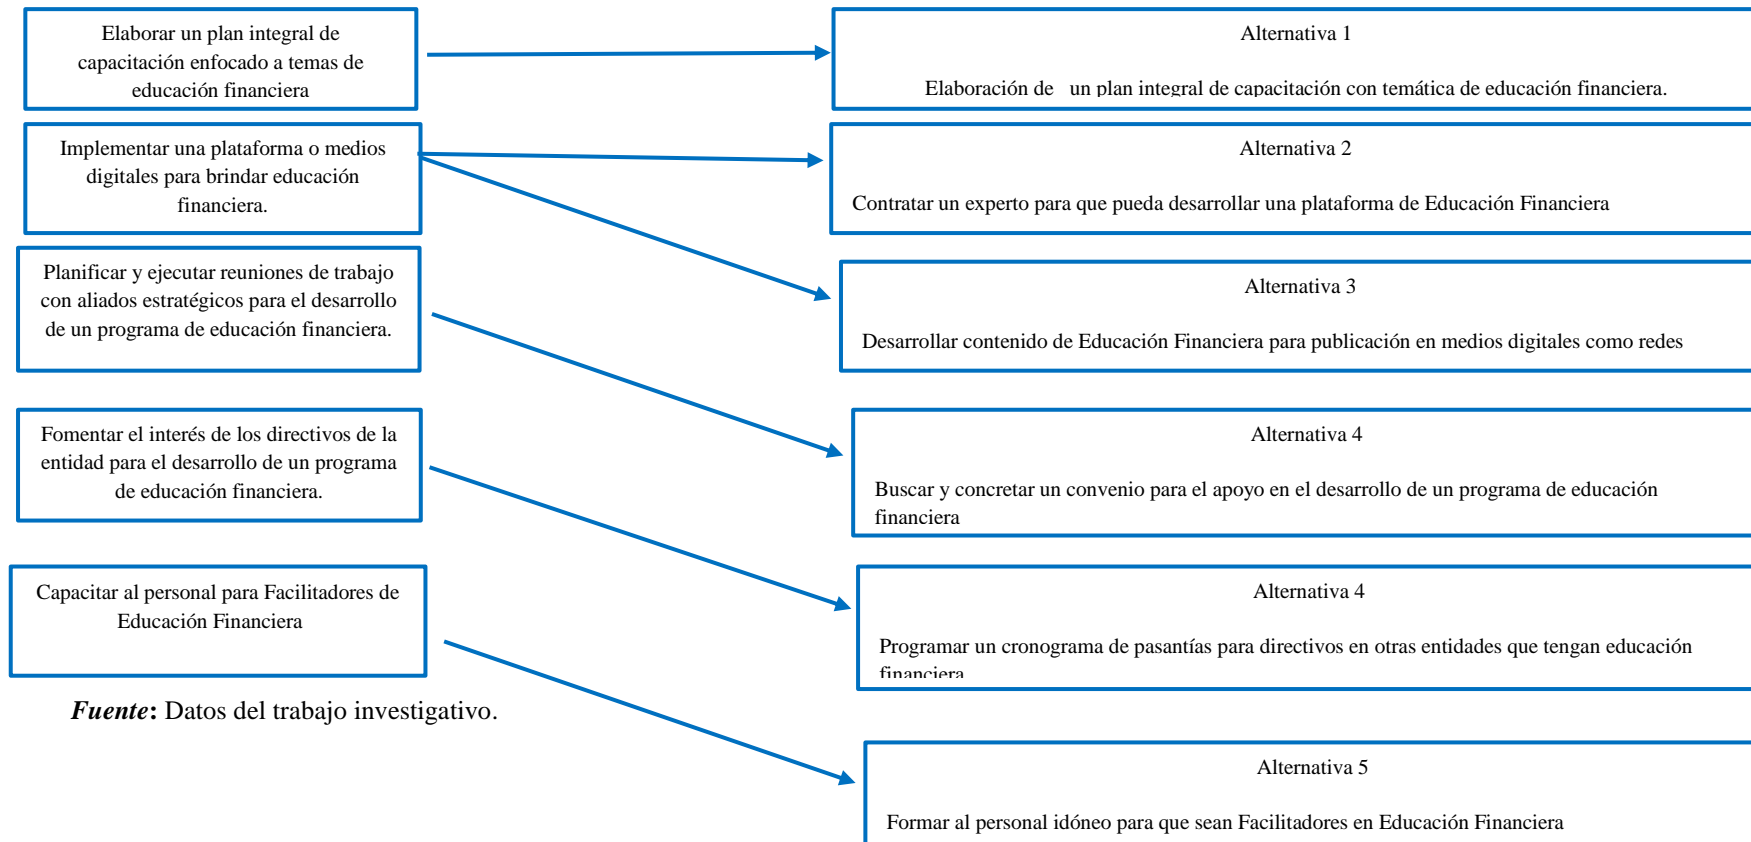 Elaborar un plan integral de
capacitación enfocado a temas de
educación financiera
Alternativa 1
Elaboración de   un plan integral de capacitación con temática de educación financiera.
Implementar una plataforma o medios
digitales para brindar educación
financiera.
Alternativa 2
Contratar un experto para que pueda desarrollar una plataforma de Educación Financiera
Planificar y ejecutar reuniones de trabajo
con aliados estratégicos para el desarrollo
de un programa de educación financiera.
Alternativa 3
Desarrollar contenido de Educación Financiera para publicación en medios digitales como redes
Fomentar el interés de los directivos de la
entidad para el desarrollo de un programa
de educación financiera.
Alternativa 4
Buscar y concretar un convenio para el apoyo en el desarrollo de un programa de educación
financiera
Capacitar al personal para Facilitadores de
Educación Financiera
Alternativa 4
Programar un cronograma de pasantías para directivos en otras entidades que tengan educación
financiera
Fuente: Datos del trabajo investigativo.
Alternativa 5
Formar al personal idóneo para que sean Facilitadores en Educación Financiera